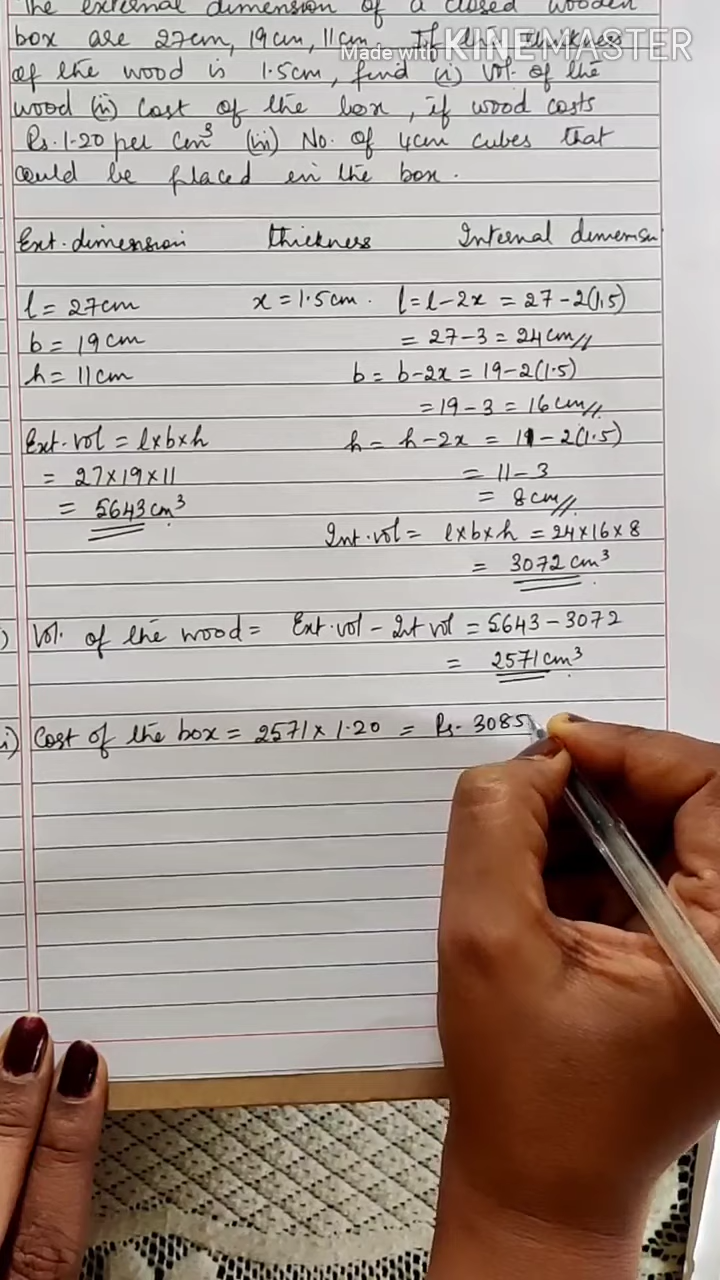 The external dimension of a closed wooden
box are 27cm, 19cm, 11cm. If the thickness
Made with KINEMASTER
of the wood is 1.5cm, find (i) Vol. of the
wood (ii) Cost of the box, if wood costs
Rs. 1.20 per cm³ (iii) No. of 4cm cubes that
could be placed in the box.
Ext. dimension thickness Internal dimensu
l = 27cm x = 1.5cm. l = l-2x = 27-2(1.5)
= 27-3 = 24cm//
b = 19cm
h = 11cm b = b-2x = 19-2(1.5)
= 19-3 = 16cm//
Ext. vol = l×b×h h = h-2x = 11-2(1.5)
= 27×19×11 = 11-3
= 5643cm³ = 8cm//
Int. vol = l×b×h = 24×16×8
= 3072cm³
) Vol. of the wood = Ext. vol - Int vol = 5643-3072
= 2571cm³
i) Cost of the box = 2571×1.20 = Rs. 3085